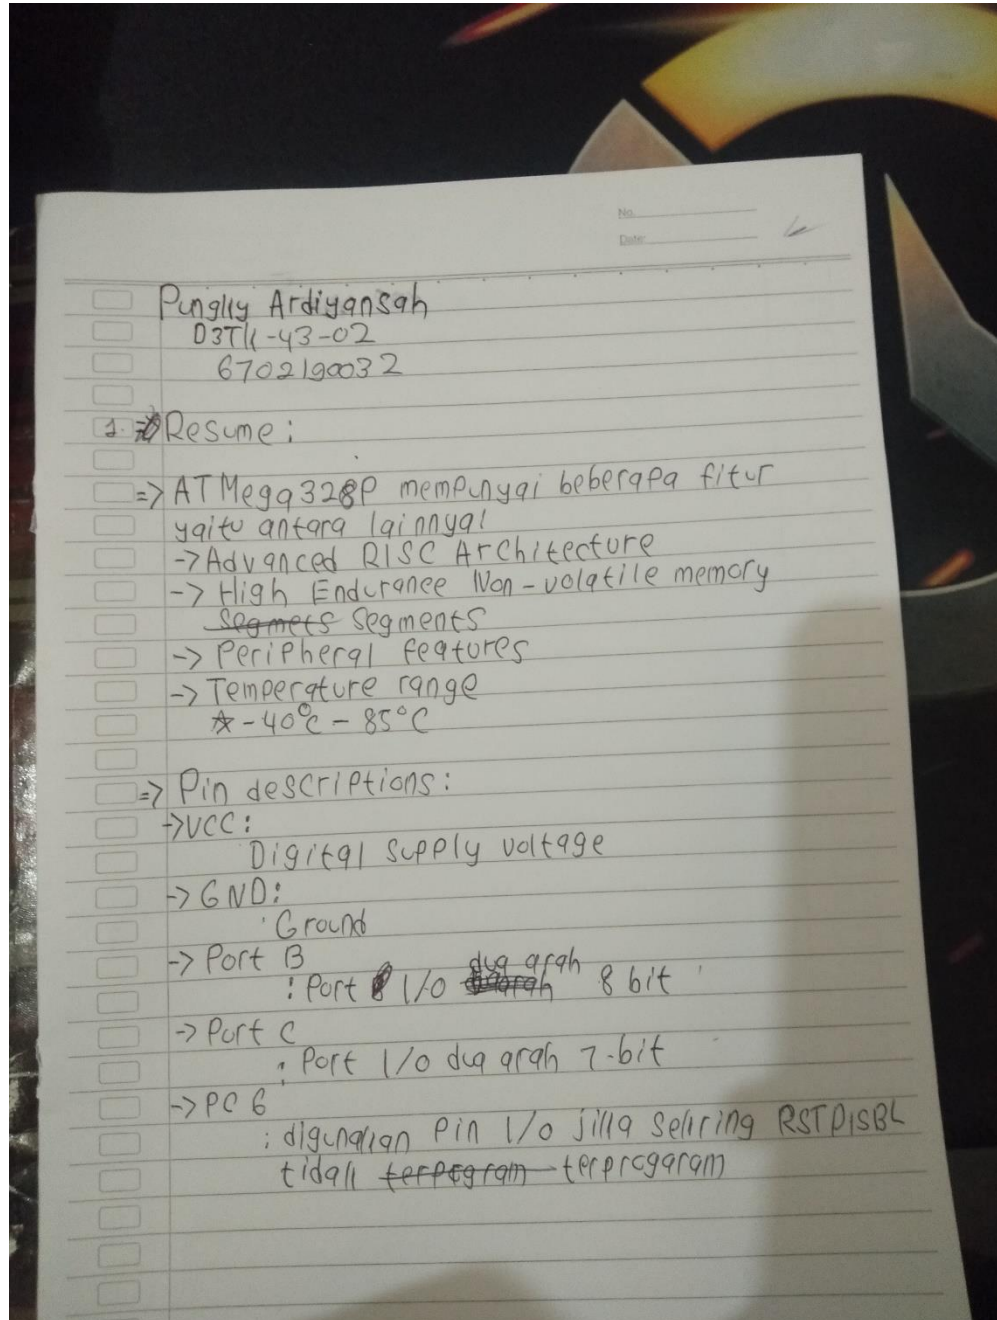 No.
Date:
Pungky Ardiyansah
D3TK-43-02
6702190032
1. Resume :
=> ATMega328P mempunyai beberapa fitur
yaitu antara lainnya!
-> Advanced RISC Architecture
-> High Endurance Non-volatile memory
Segmets Segments
-> Peripheral features
-> Temperature range
☆ -40°C - 85°C
=> Pin descriptions :
-> VCC :
Digital supply voltage
-> GND :
Ground
-> Port B
: Port I/O dua arah 8 bit
-> Port C
: Port I/O dua arah 7-bit
-> PC 6
: digunakan Pin I/O jika sekring RSTDISBL
tidak terprogram terprogaram